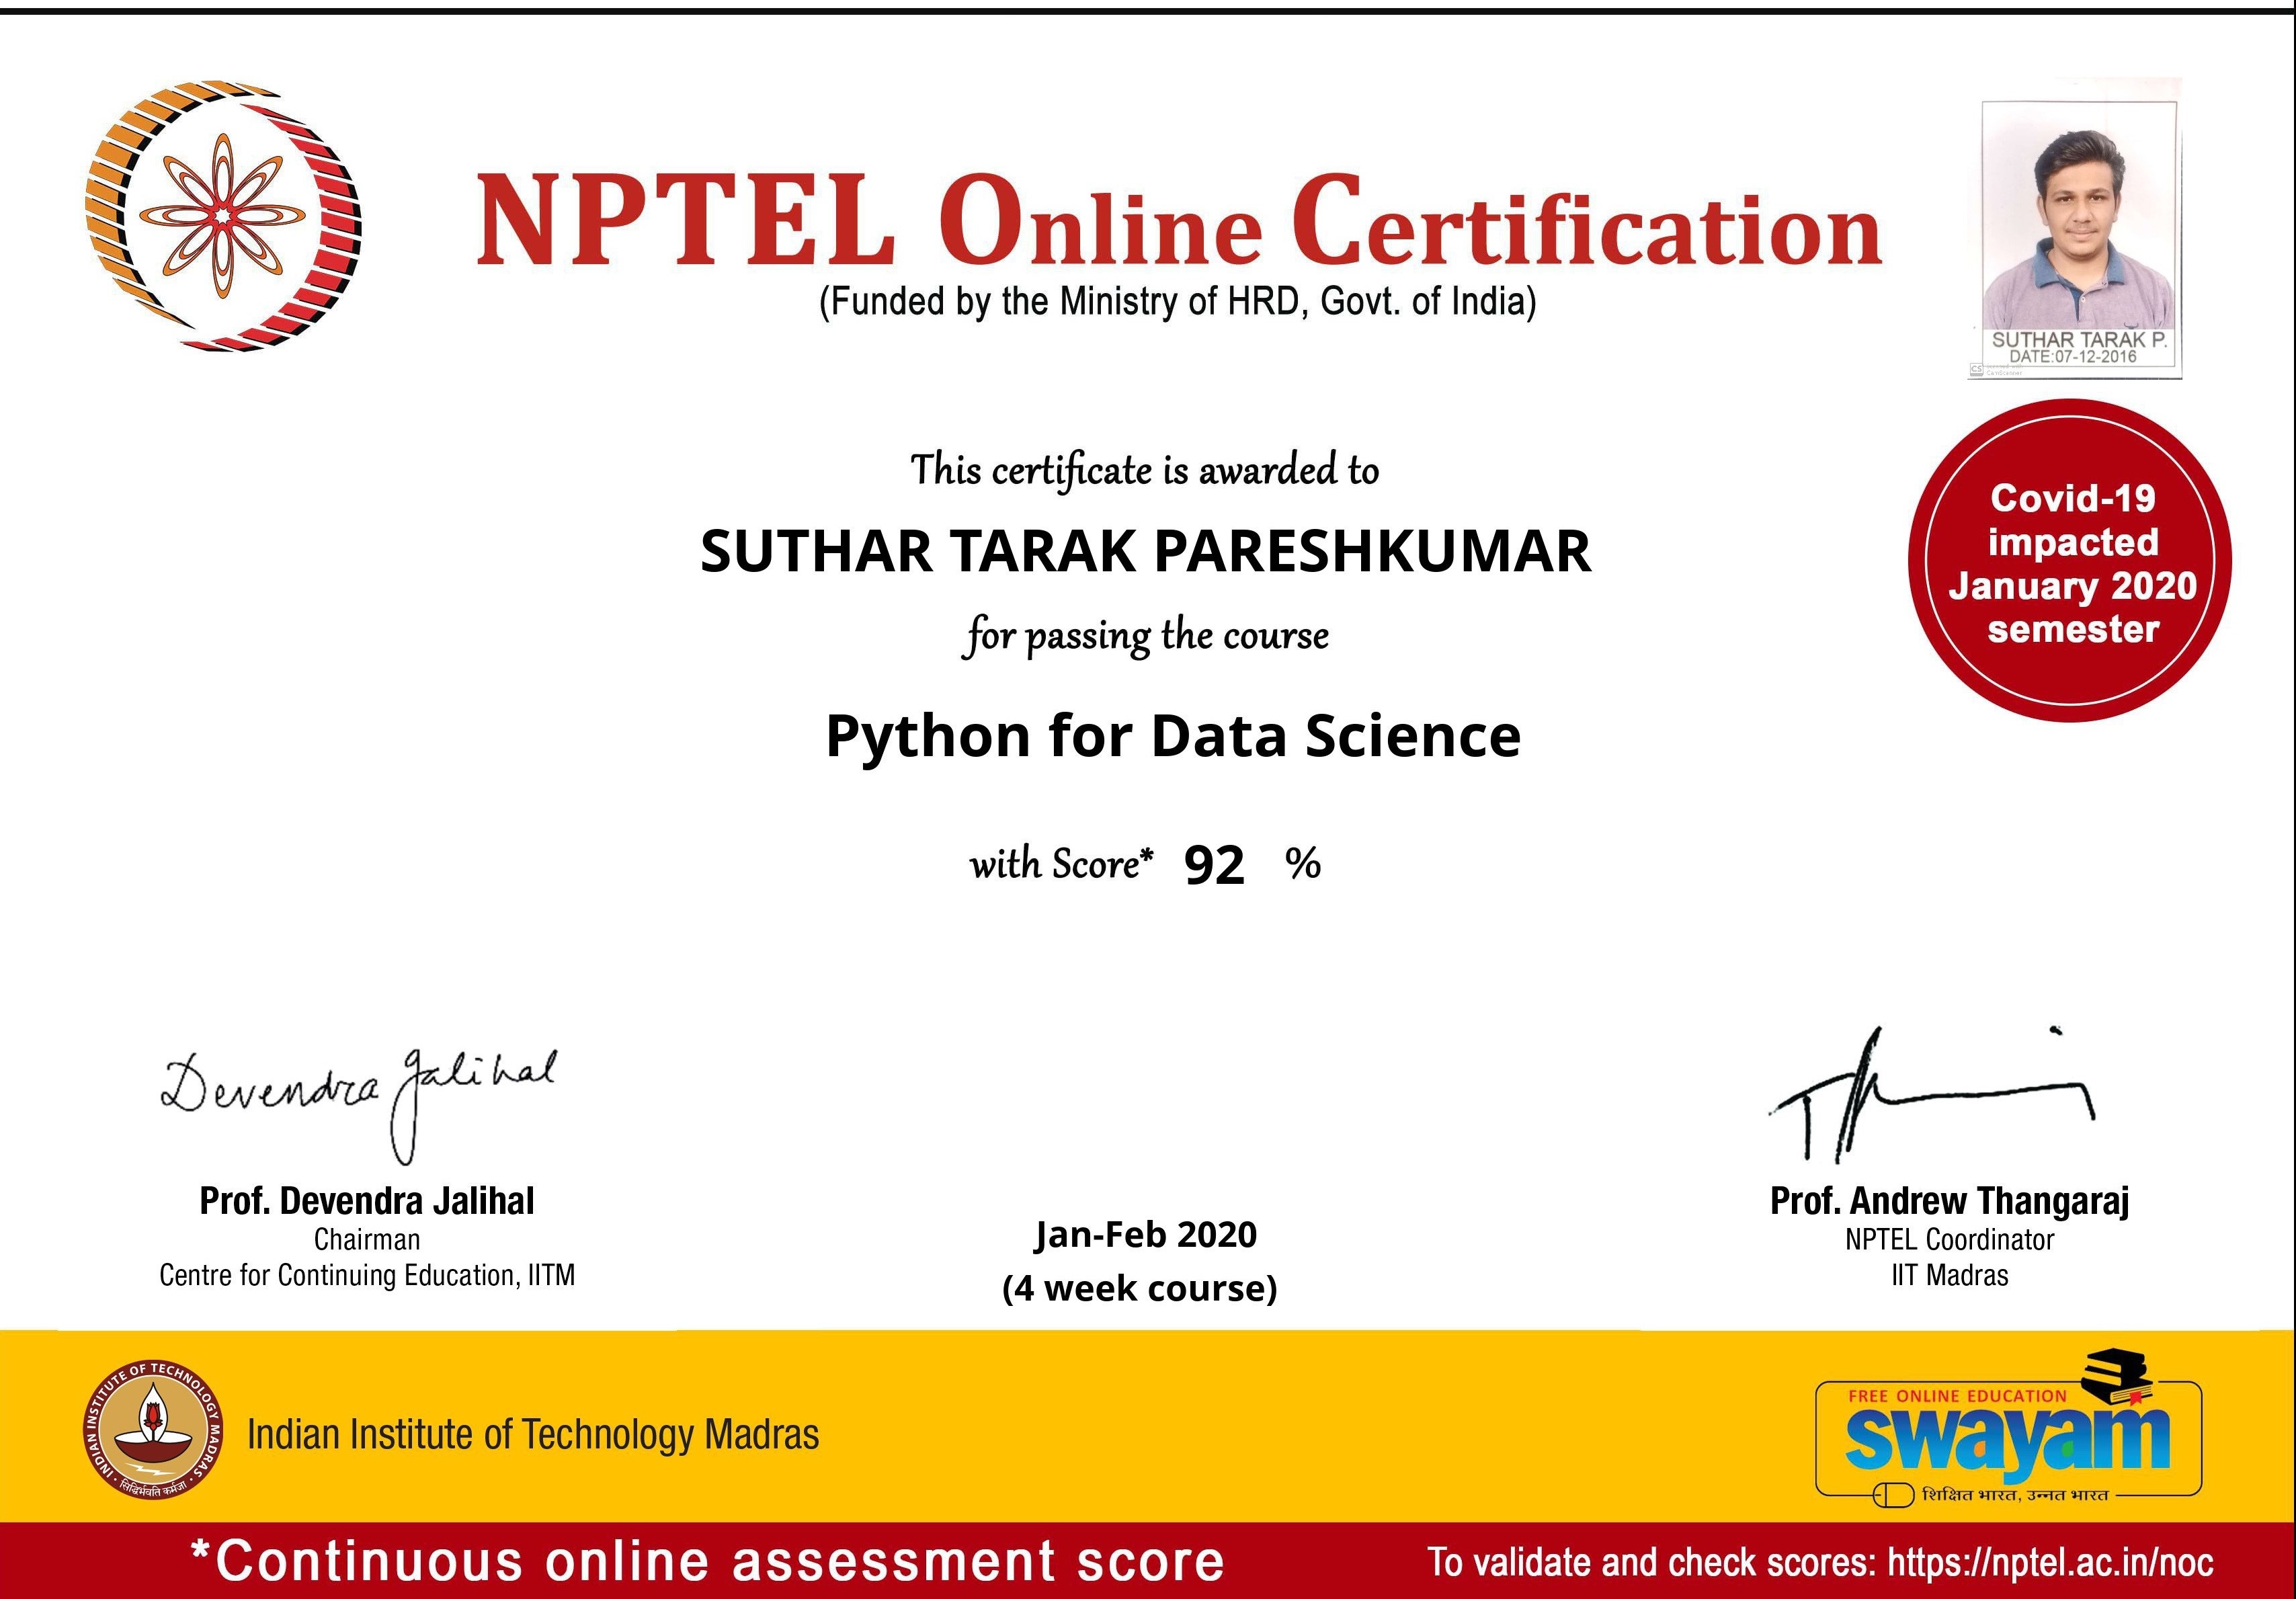 NPTEL Online Certification
(Funded by the Ministry of HRD, Govt. of India)
SUTHAR TARAK P.
DATE:07-12-2016
CS
This certificate is awarded to
SUTHAR TARAK PARESHKUMAR
for passing the course
Python for Data Science
with Score* 92 %
Covid-19
impacted
January 2020
semester
Devendra Jalihal
Prof. Devendra Jalihal
Chairman
Centre for Continuing Education, IITM
Jan-Feb 2020
(4 week course)
Prof. Andrew Thangaraj
NPTEL Coordinator
IIT Madras
INDIAN INSTITUTE OF TECHNOLOGY MADRAS
सिद्धिर्भवति कर्मजा
Indian Institute of Technology Madras
FREE ONLINE EDUCATION
swayam
शिक्षित भारत, उन्नत भारत
*Continuous online assessment score
To validate and check scores: https://nptel.ac.in/noc